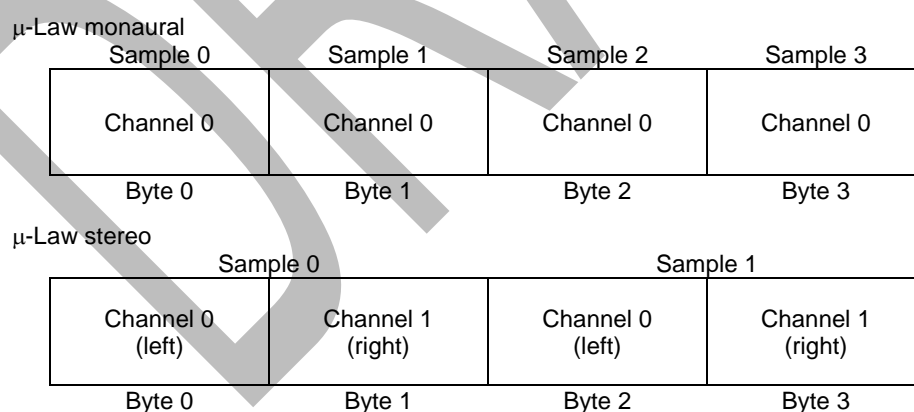 μ-Law monaural
Sample 0 Sample 1 Sample 2 Sample 3
Channel 0 Channel 0 Channel 0 Channel 0
Byte 0 Byte 1 Byte 2 Byte 3
μ-Law stereo
Sample 0 Sample 1
Channel 0 Channel 1 Channel 0 Channel 1
(left) (right) (left) (right)
Byte 0 Byte 1 Byte 2 Byte 3